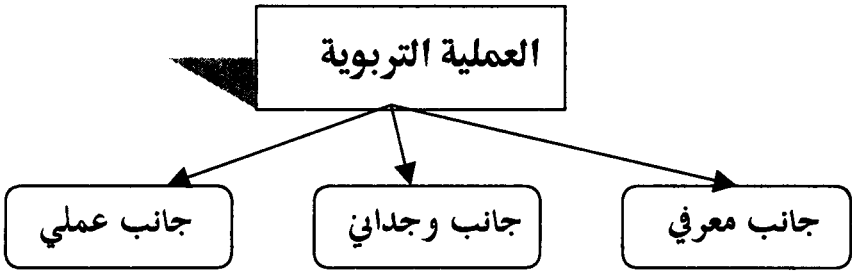 العملية التربوية
جانب معرفي
جانب وجداني
جانب عملي